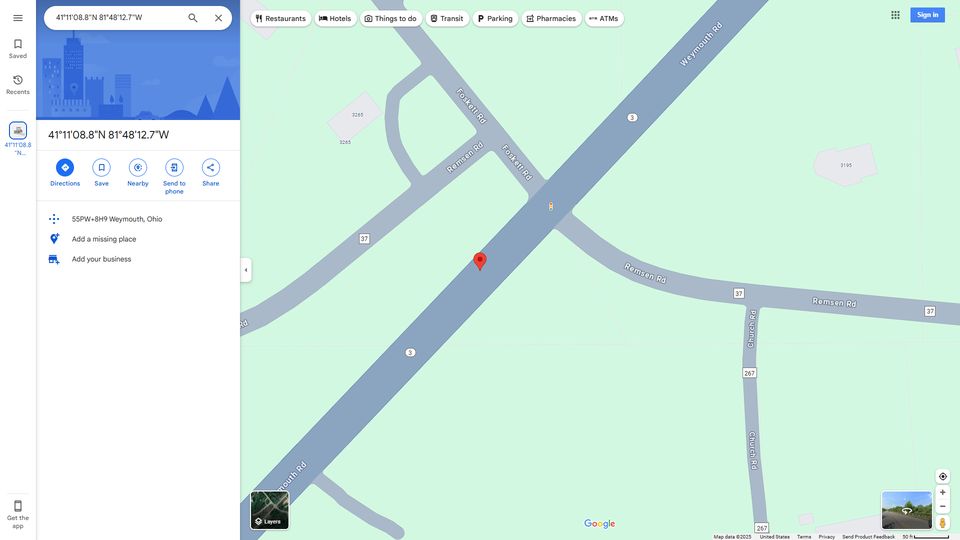 41°11'08.8"N 81°48'12.7"W
Restaurants
Hotels
Things to do
Transit
Parking
Pharmacies
ATMs
Sign in
Saved
Recents
41°11'08.8
"N...
41°11'08.8"N 81°48'12.7"W
Directions
Save
Nearby
Send to
phone
Share
55PW+8H9 Weymouth, Ohio
Add a missing place
Add your business
Get the
app
Weymouth Rd
3
Foskett Rd
3265
3265
Remsen Rd
Foskett Rd
3195
37
Rd
Remsen Rd
37
Remsen Rd
37
Church Rd
3
267
Church Rd
mouth Rd
267
Layers
Google
Map data ©2025
United States
Terms
Privacy
Send Product Feedback
50 ft